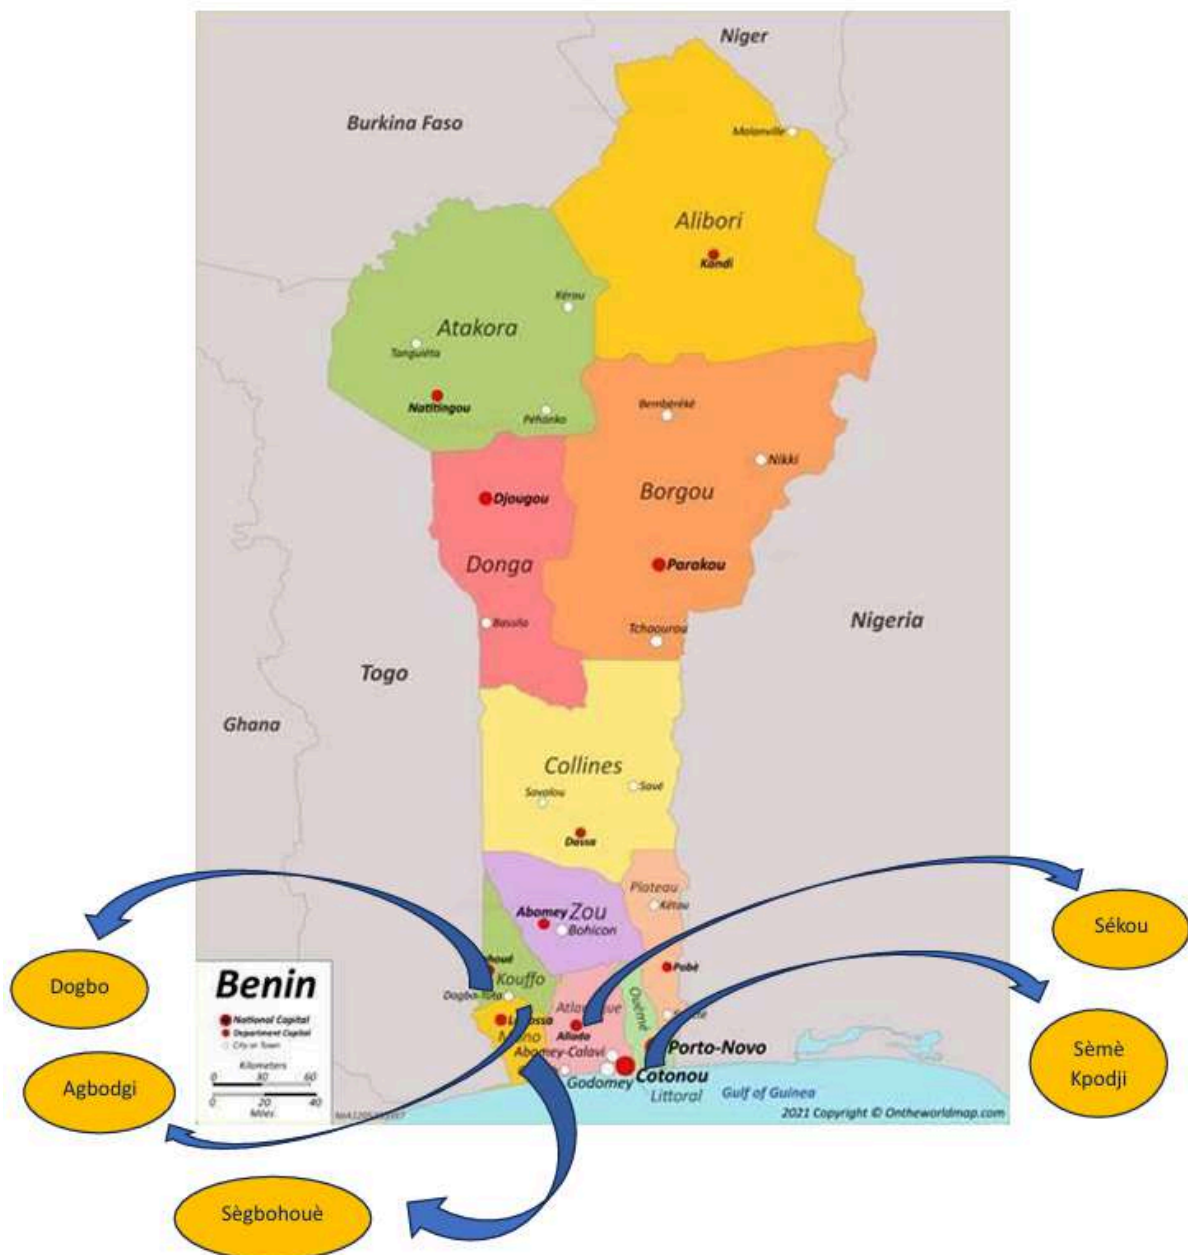 Niger
Burkina Faso
Malanville
Alibori
Kandi
Kérou
Atakora
Tanguiéta
Natitingou
Péhonko
Bembèrèkè
Nikki
Djougou
Borgou
Donga
Parakou
Bassila
Tchaourou
Nigeria
Togo
Ghana
Collines
Savalou
Savé
Dassa
Plateau
Kétou
Abomey
Zou
Bohicon
Sékou
Dogbo
Kouffo
Pobè
Dogbo-Tota
Ouémé
Allada
Abomey-Calavi
Porto-Novo
Godomey
Cotonou
Littoral
Gulf of Guinea
2021 Copyright © Ontheworldmap.com
Benin
National Capital
Department Capital
City or Town
Kilometers
0 30 60
0 20 40
Miles
Agbodgi
Sèmè
Kpodji
Sègbohouè